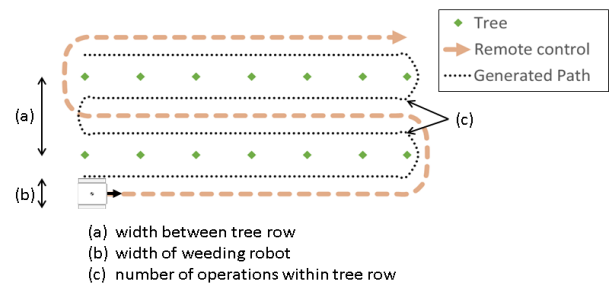 Tree
Remote control
Generated Path
(a)
(c)
(b)
(a) width between tree row
(b) width of weeding robot
(c) number of operations within tree row